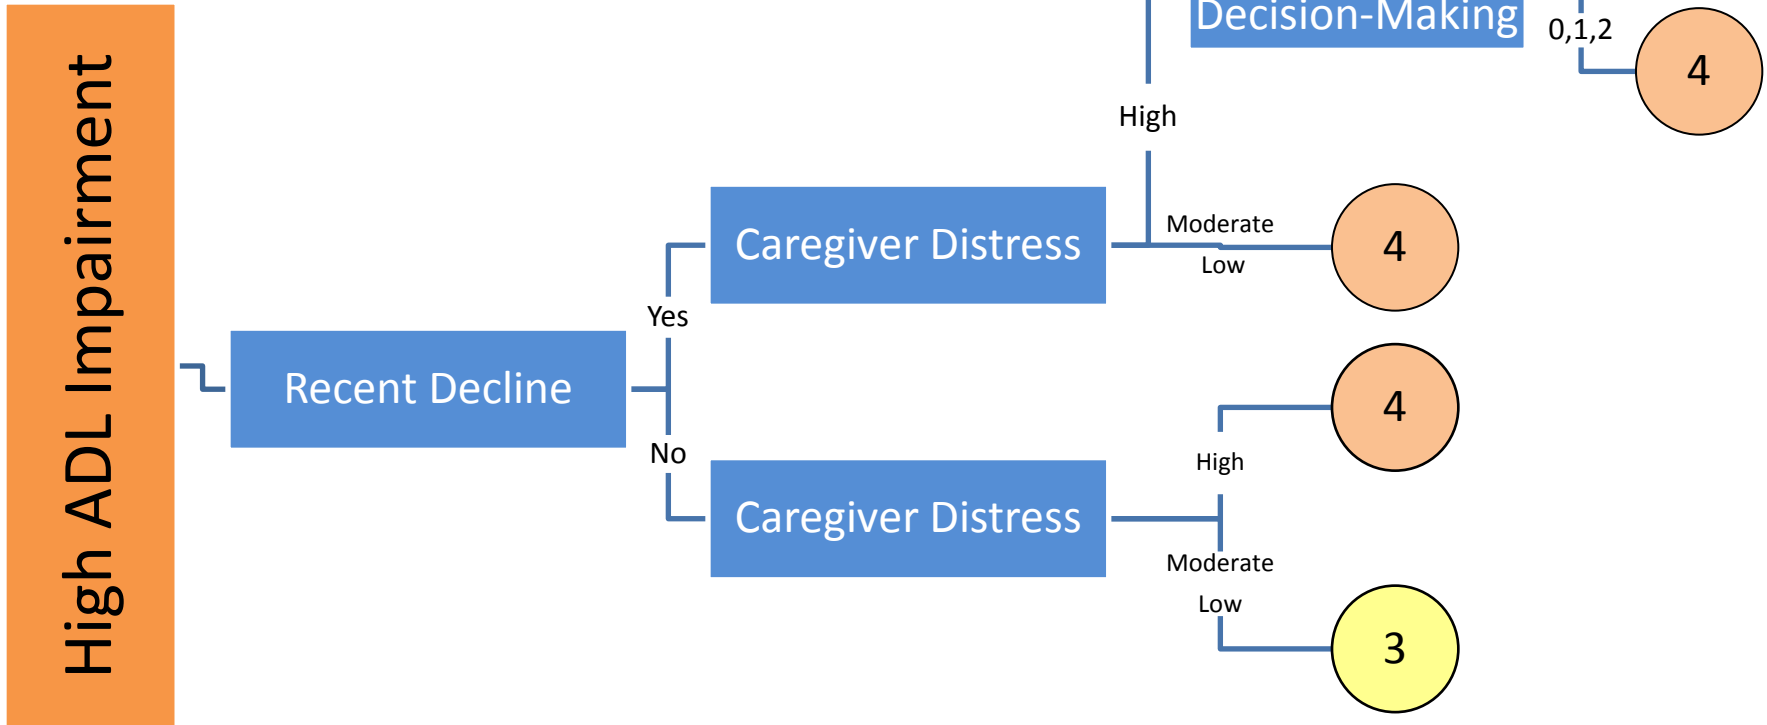 High ADL Impairment
Decision-Making
0,1,2
4
High
Caregiver Distress
Moderate
Low
4
Yes
Recent Decline
No
Caregiver Distress
High
4
Moderate
Low
3